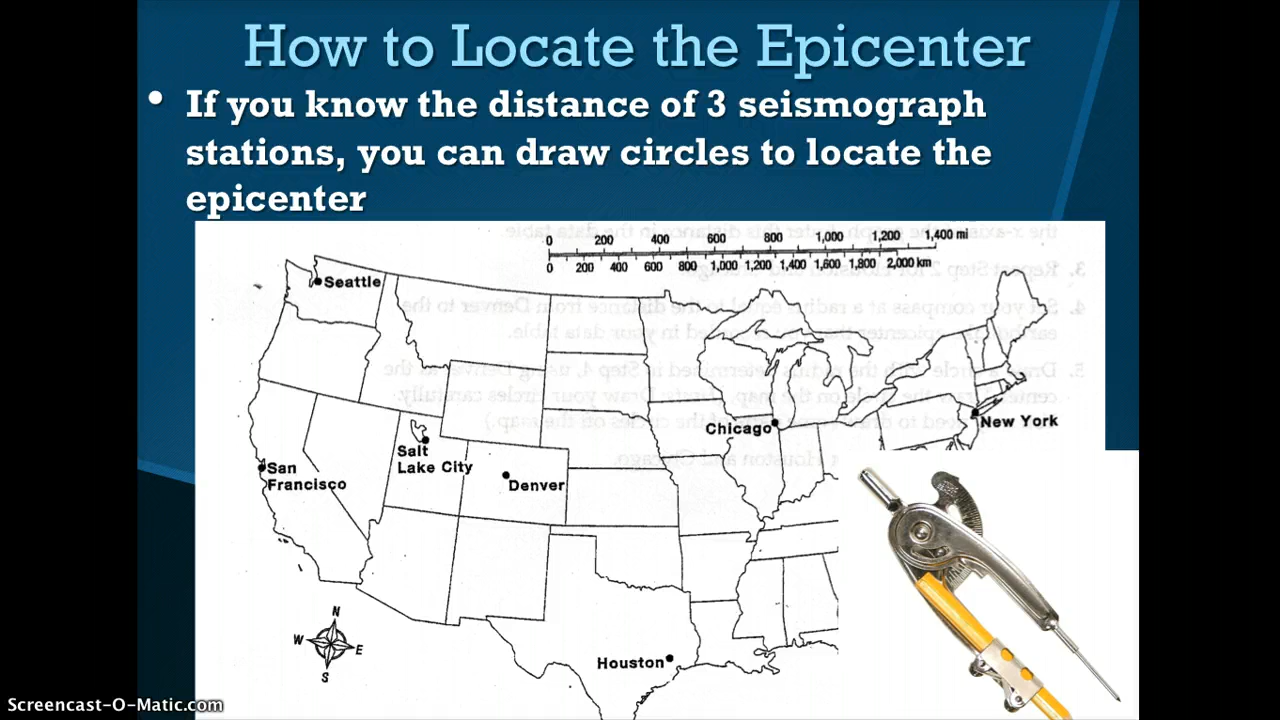 How to Locate the Epicenter
• If you know the distance of 3 seismograph
stations, you can draw circles to locate the
epicenter
0 200 400 600 800 1,000 1,200 1,400 mi
0 200 400 600 800 1,000 1,200 1,400 1,600 1,800 2,000 km
Seattle
Chicago
New York
Salt
Lake City
San
Francisco
Denver
N
W E
S
Houston
Screencast-O-Matic.com